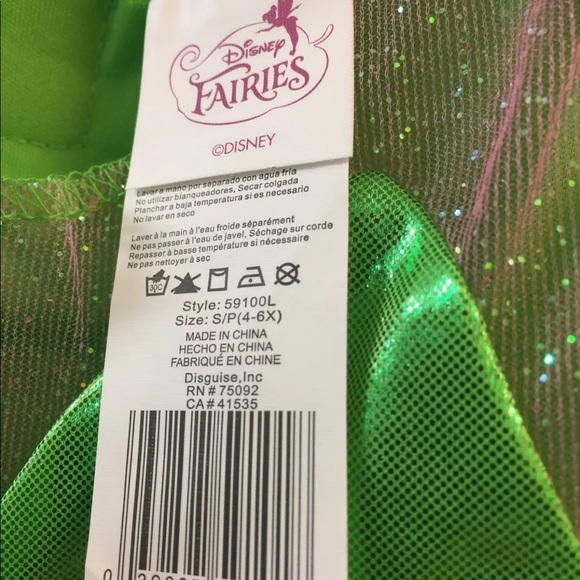 Disney
FAIRIES
©DISNEY
Lavar a mano por separado con agua fría
No utilizar blanqueadores, Secar colgada
Planchar a baja temperatura si es necesario
No lavar en seco
Laver à la main à l'eau froide séparément
Ne pas passer à l'eau de javel, Séchage sur corde
Repasser à basse température si nécessaire
Ne pas nettoyer à sec
30C
Style: 59100L
Size: S/P(4-6X)
MADE IN CHINA
HECHO EN CHINA
FABRIQUÉ EN CHINE
Disguise,Inc
RN # 75092
CA # 41535
0